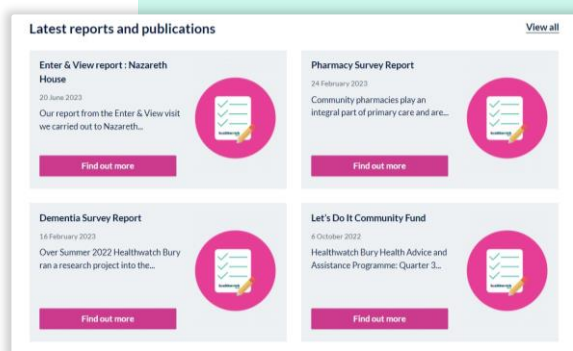 Latest reports and publications
View all
Enter & View report : Nazareth
House
20 June 2023
Our report from the Enter & View visit
we carried out to Nazareth...
Find out more
Pharmacy Survey Report
24 February 2023
Community pharmacies play an
integral part of primary care and are...
Find out more
Dementia Survey Report
16 February 2023
Over Summer 2022 Healthwatch Bury
ran a research project into the...
Find out more
Let's Do It Community Fund
6 October 2022
Healthwatch Bury Health Advice and
Assistance Programme: Quarter 3...
Find out more